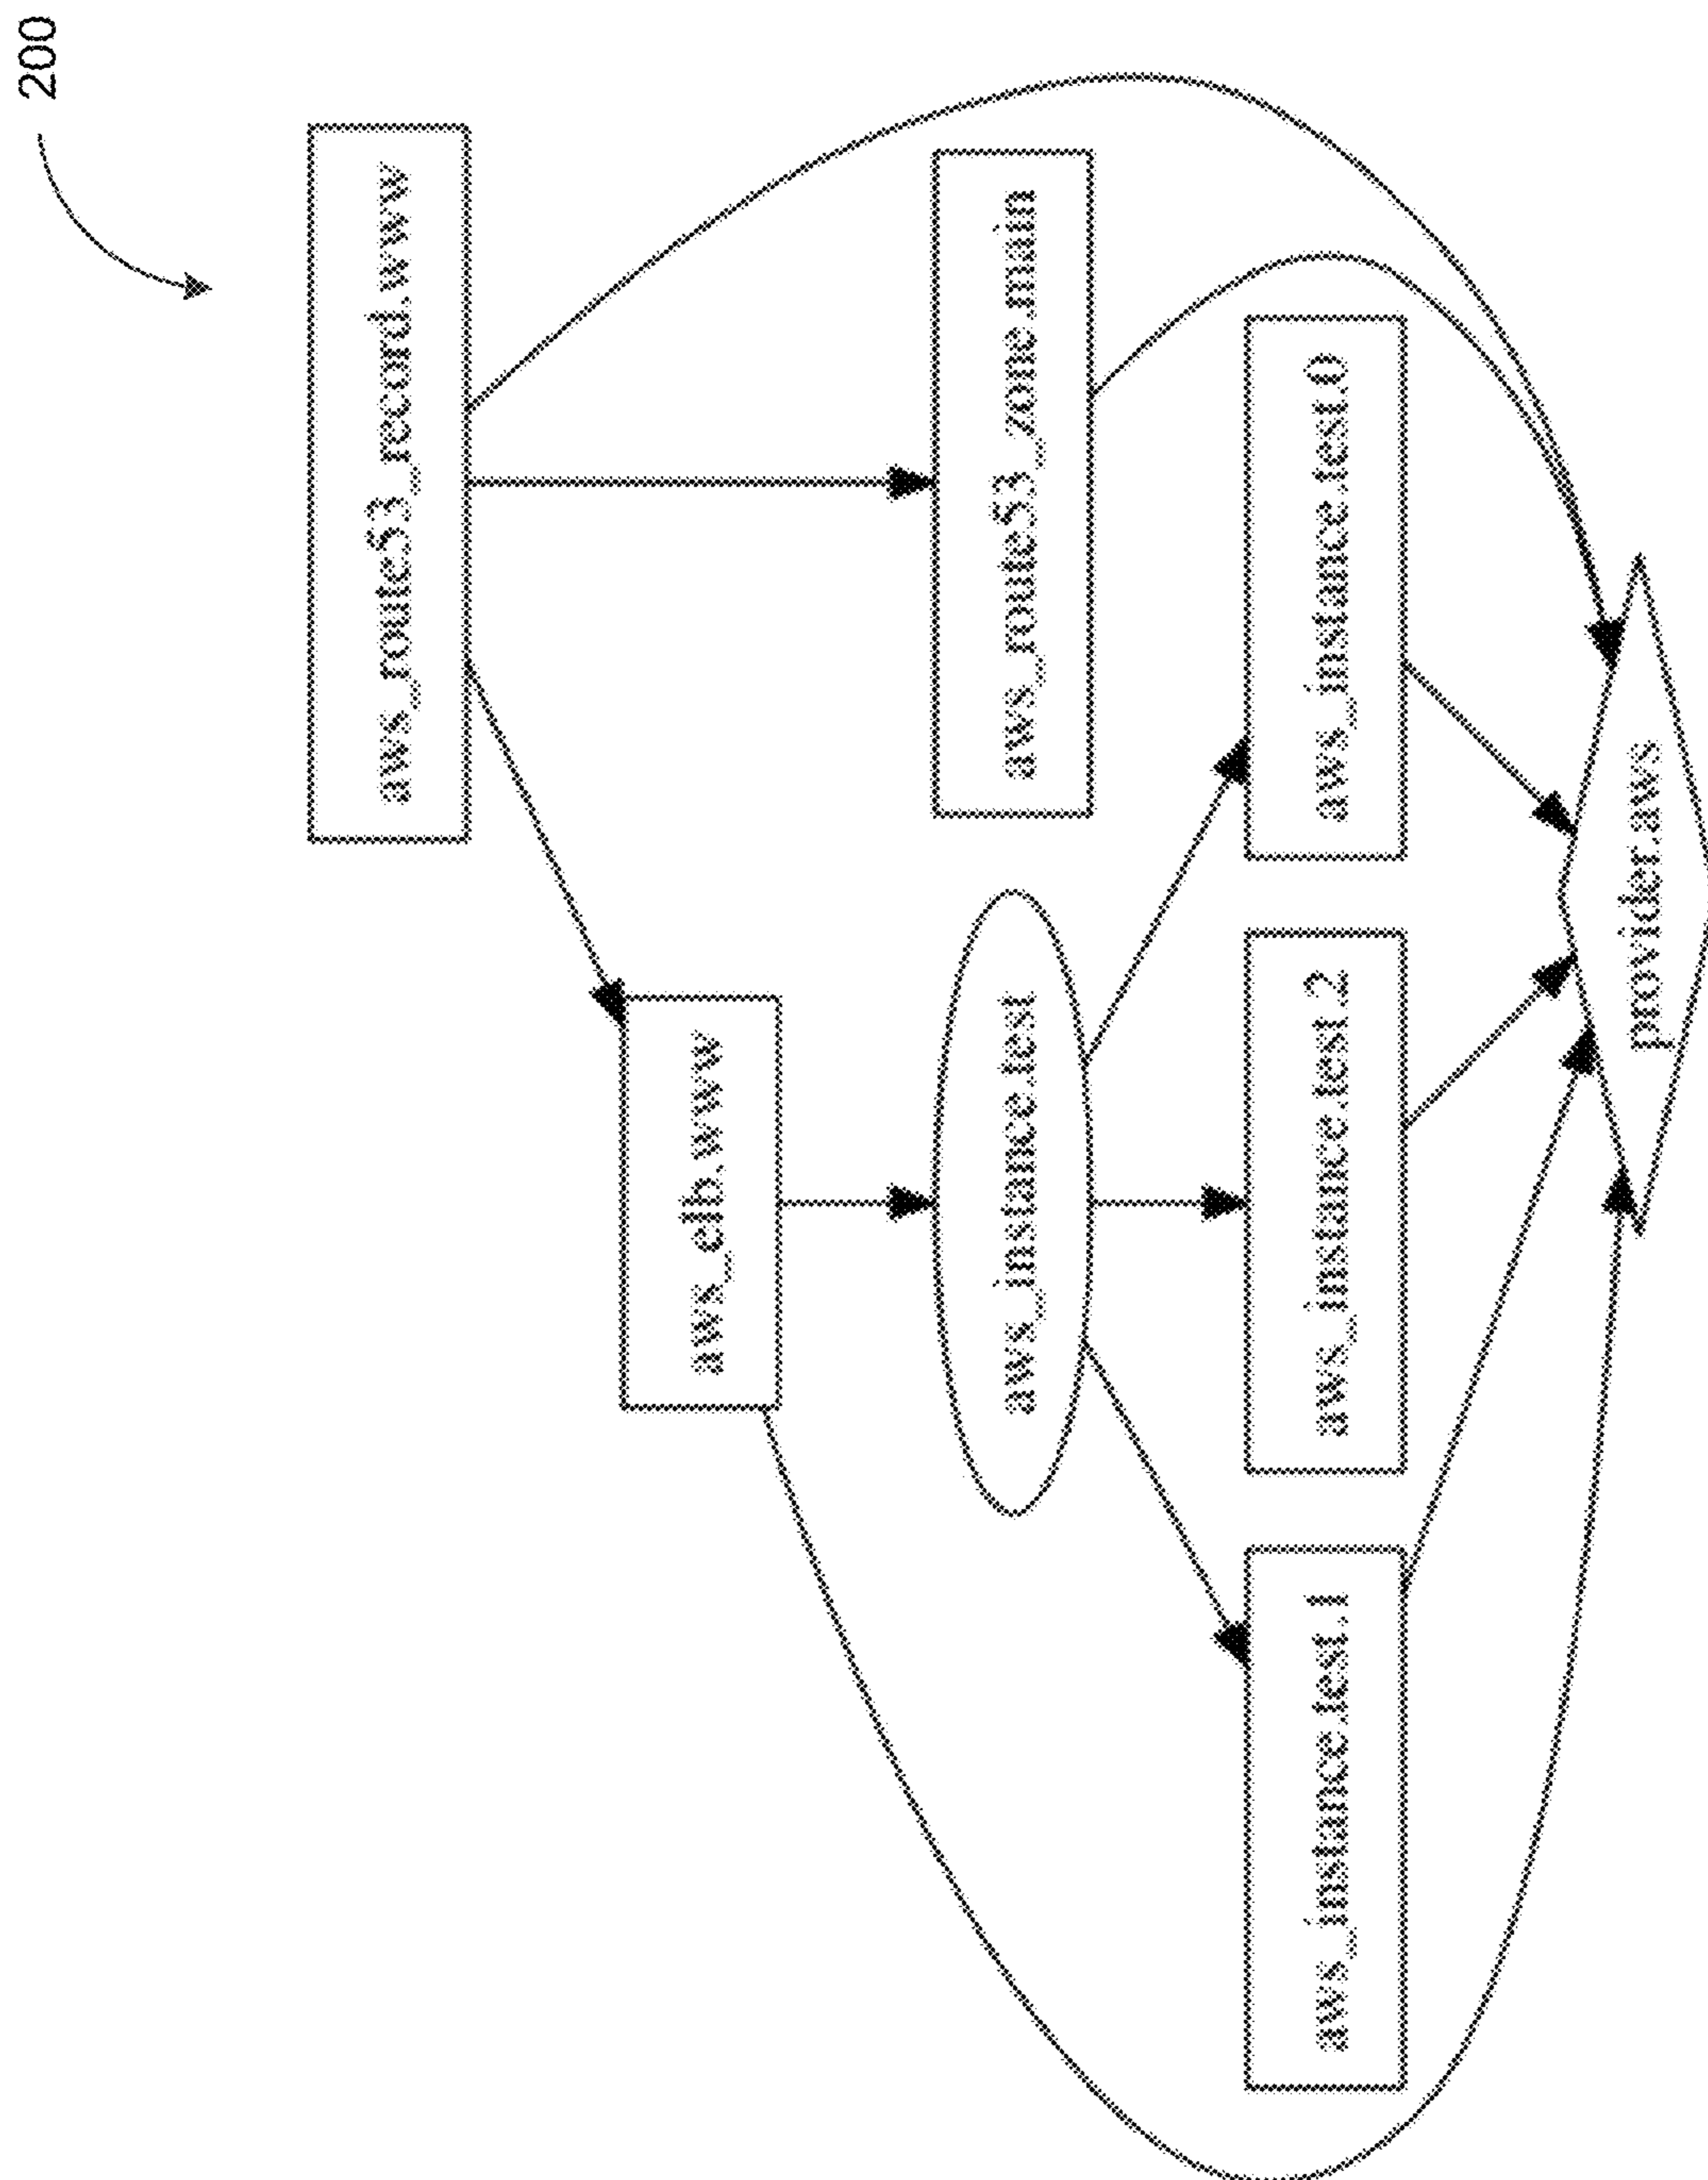 200
aws_route53_record.www
aws_elb.www
aws_instance.test
aws_route53_zone.main
aws_instance.test.1
aws_instance.test.2
aws_instance.test.0
provider.aws